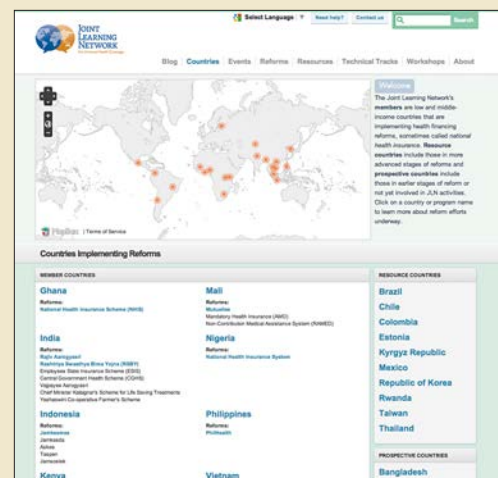 Select Language ▼
Need help?
Contact us
Search
JOINT
LEARNING
NETWORK
Blog
Countries
Events
Reforms
Resources
Technical Tracks
Workshops
About
Welcome
The Joint Learning Network's
members are low and middle-
income countries that are
implementing health financing
reforms, sometimes called national
health insurance. Resource
countries include those in more
advanced stages of reforms and
prospective countries include
those in earlier stages of reform or
not yet involved in JLN activities.
Click on a country or program name
to learn more about reform efforts
underway.
| Terms of Service
Countries Implementing Reforms
MEMBER COUNTRIES
Ghana
Reforms:
National Health Insurance Scheme (NHIS)
Mali
Reforms:
Mutuelles
Mandatory Health Insurance (AMO)
Non-Contribution Medical Assistance System (RAMED)
India
Reforms:
Rajiv Aarogyasri
Rashtriya Swasthya Bima Yojna (RSBY)
Employees State Insurance Scheme (ESIS)
Central Government Health Scheme (CGHS)
Vajpayee Aarogyasri
Chief Minister Kalaignar's Scheme for Life Saving Treatments
Yeshasvini Co-operative Farmer's Scheme
Nigeria
Reforms:
National Health Insurance System
Indonesia
Reforms:
Jamkesmas
Jamkesda
Askes
Taspen
Jamsostek
Philippines
Reforms:
PhilHealth
Kenya
Vietnam
RESOURCE COUNTRIES
Brazil
Chile
Colombia
Estonia
Kyrgyz Republic
Mexico
Republic of Korea
Rwanda
Taiwan
Thailand
PROSPECTIVE COUNTRIES
Bangladesh